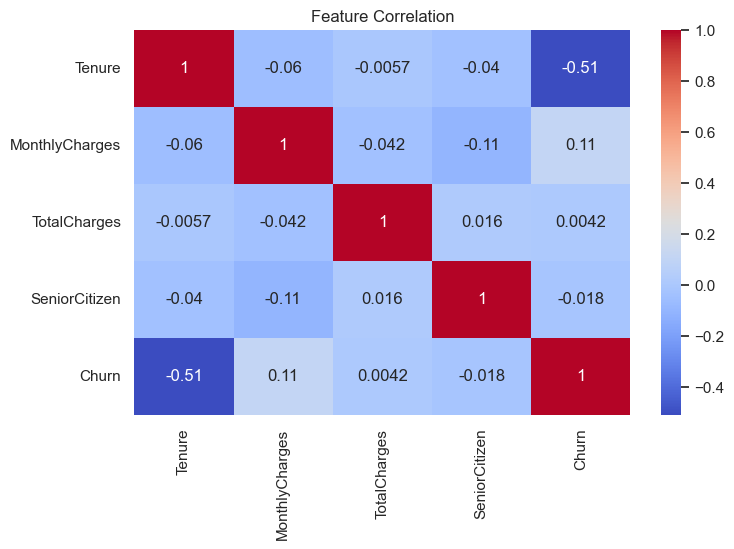 Feature Correlation
Tenure 1 -0.06 -0.0057 -0.04 -0.51
MonthlyCharges -0.06 1 -0.042 -0.11 0.11
TotalCharges -0.0057 -0.042 1 0.016 0.0042
SeniorCitizen -0.04 -0.11 0.016 1 -0.018
Churn -0.51 0.11 0.0042 -0.018 1
Tenure
MonthlyCharges
TotalCharges
SeniorCitizen
Churn
1.0
0.8
0.6
0.4
0.2
0.0
−0.2
−0.4